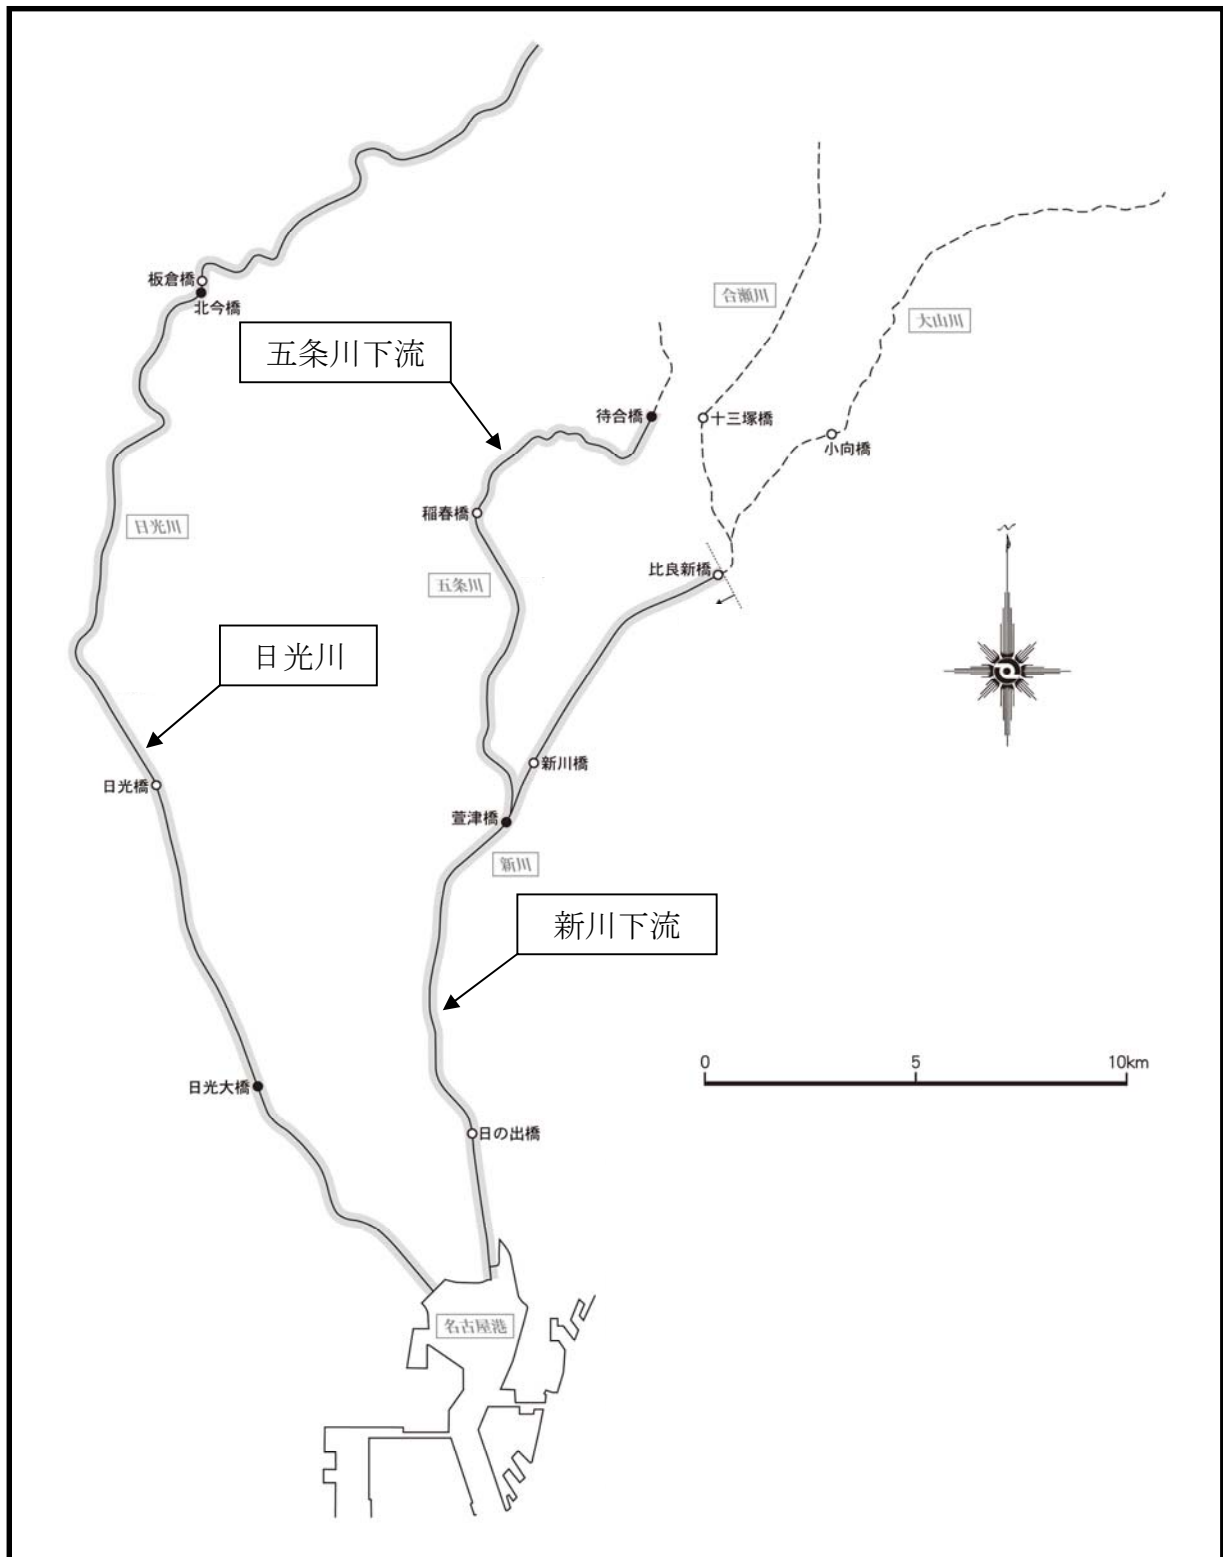 合瀬川
大山川
板倉橋
北今橋
五条川下流
待合橋
十三塚橋
小向橋
稲春橋
日光川
比良新橋
五条川
日光川
新川橋
日光橋
萱津橋
新川
新川下流
0 5 10km
日光大橋
日の出橋
名古屋港